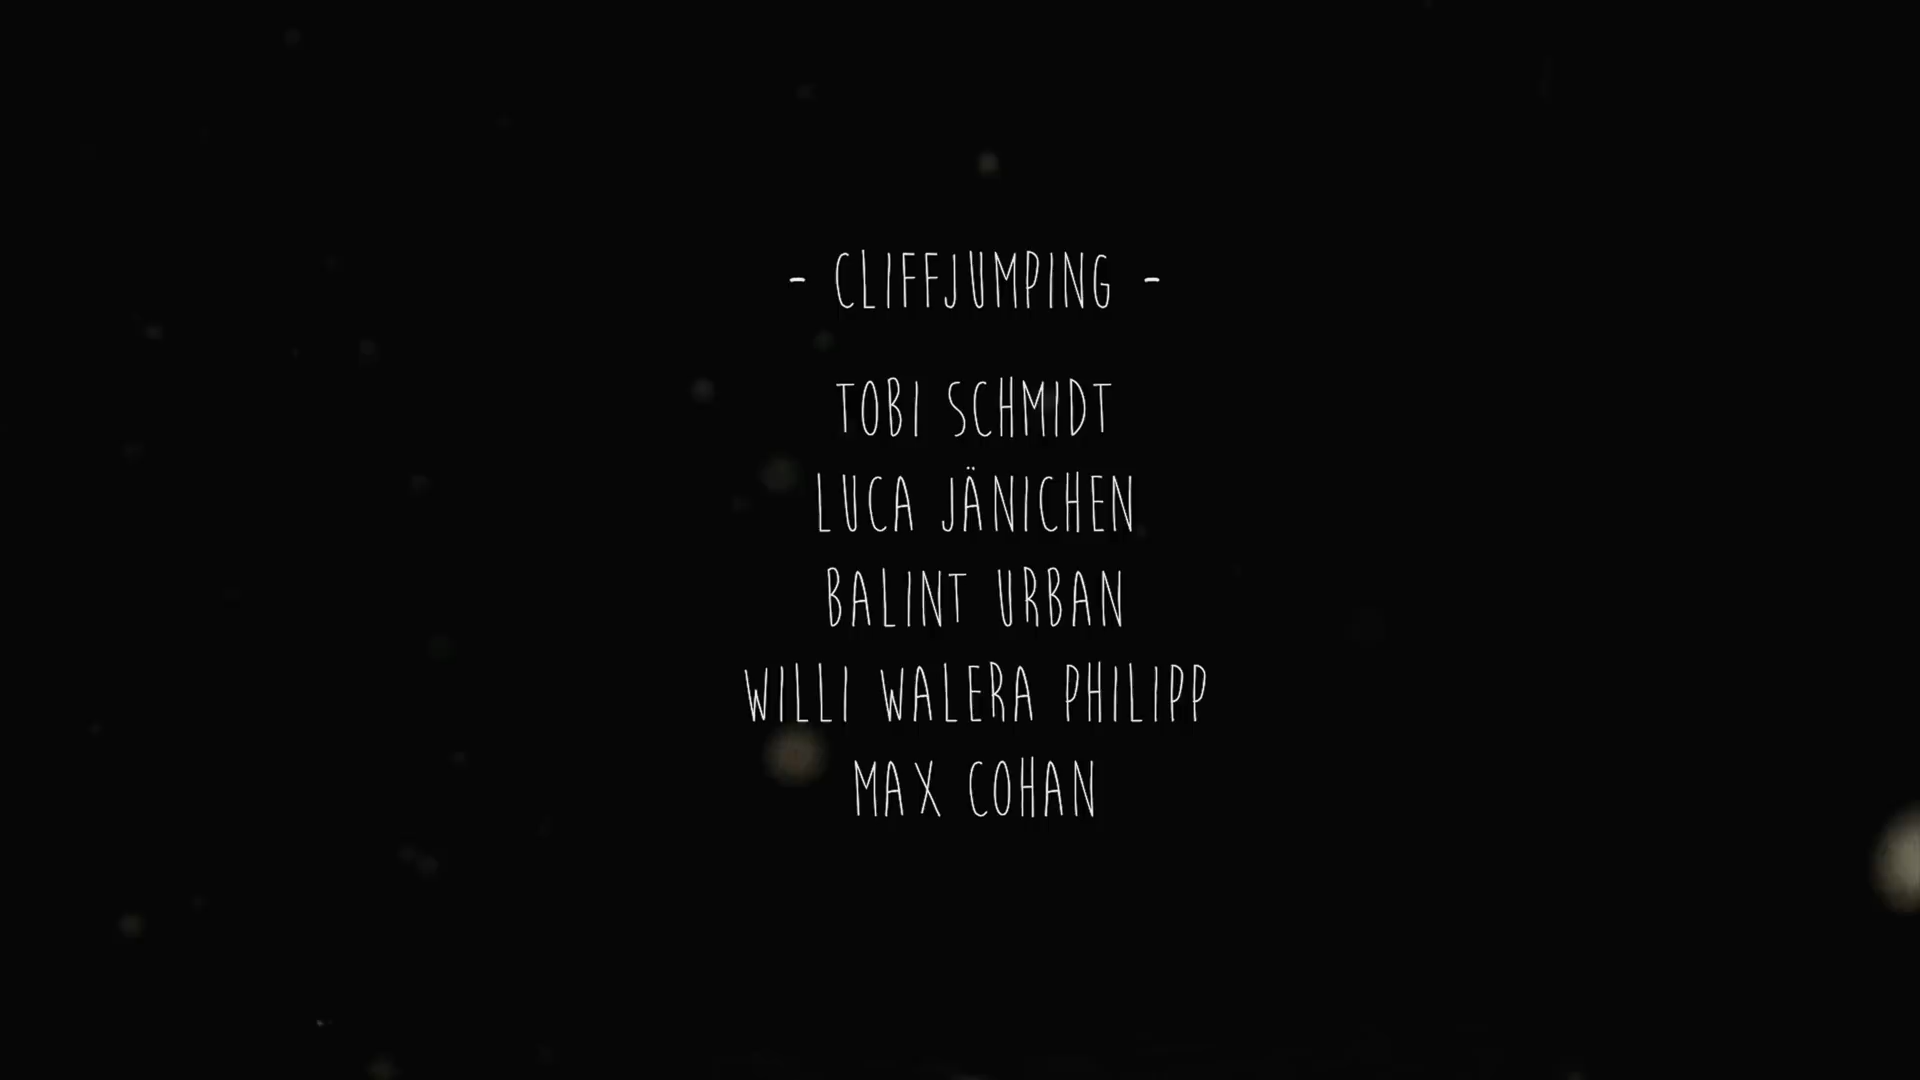 - CLIFFJUMPING -
TOBI SCHMIDT
LUCA JÄNICHEN
BALINT URBAN
WILLI WALERA PHILIPP
MAX COHAN